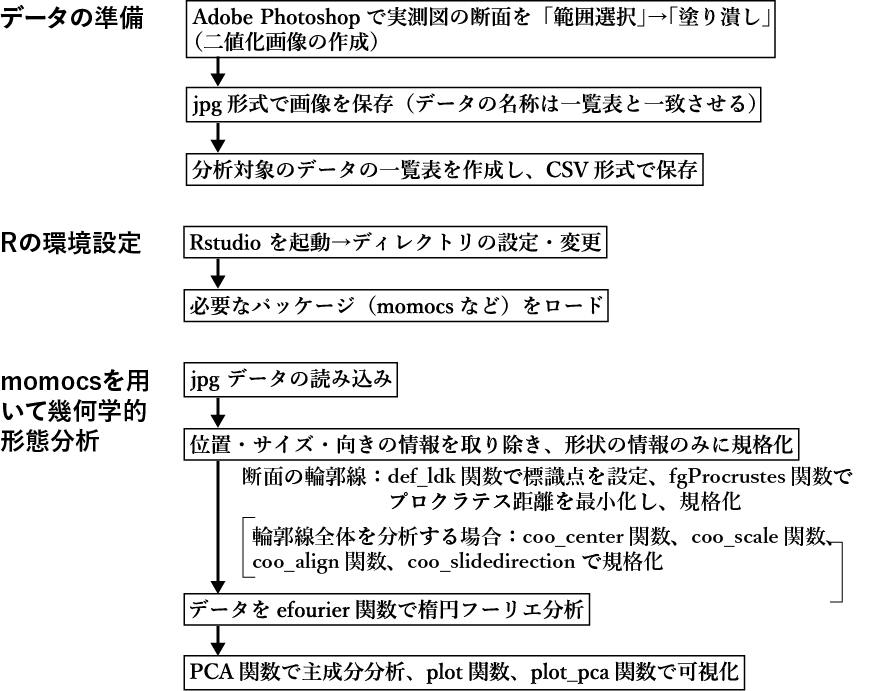 データの準備
Adobe Photoshop で実測図の断面を「範囲選択」→「塗り潰し」
（二値化画像の作成）
jpg 形式で画像を保存（データの名称は一覧表と一致させる）
分析対象のデータの一覧表を作成し、CSV 形式で保存
Rの環境設定
Rstudio を起動→ディレクトリの設定・変更
必要なパッケージ（momocs など）をロード
momocsを用
いて幾何学的
形態分析
jpg データの読み込み
位置・サイズ・向きの情報を取り除き、形状の情報のみに規格化
断面の輪郭線：def_ldk 関数で標識点を設定、fgProcrustes 関数で
プロクラテス距離を最小化し、規格化
輪郭線全体を分析する場合：coo_center 関数、coo_scale 関数、
coo_align 関数、coo_slidedirection で規格化
データを efourier 関数で楕円フーリエ分析
PCA 関数で主成分分析、plot 関数、plot_pca 関数で可視化